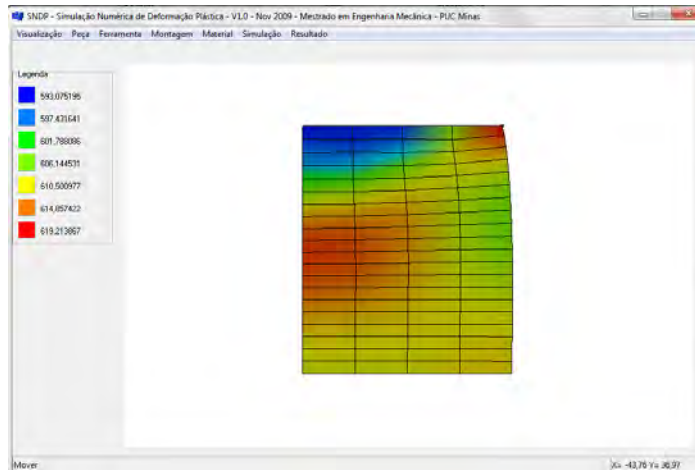 SNDP - Simulação Numérica de Deformação Plástica - V1.0 - Nov 2009 - Mestrado em Engenharia Mecânica - PUC Minas
Visualização Peça Ferramenta Montagem Material Simulação Resultado
Legenda
593,075195
597,431641
601,788086
606,144531
610,500977
614,857422
619,213867
Mover
X= -43,76 Y= 36,97